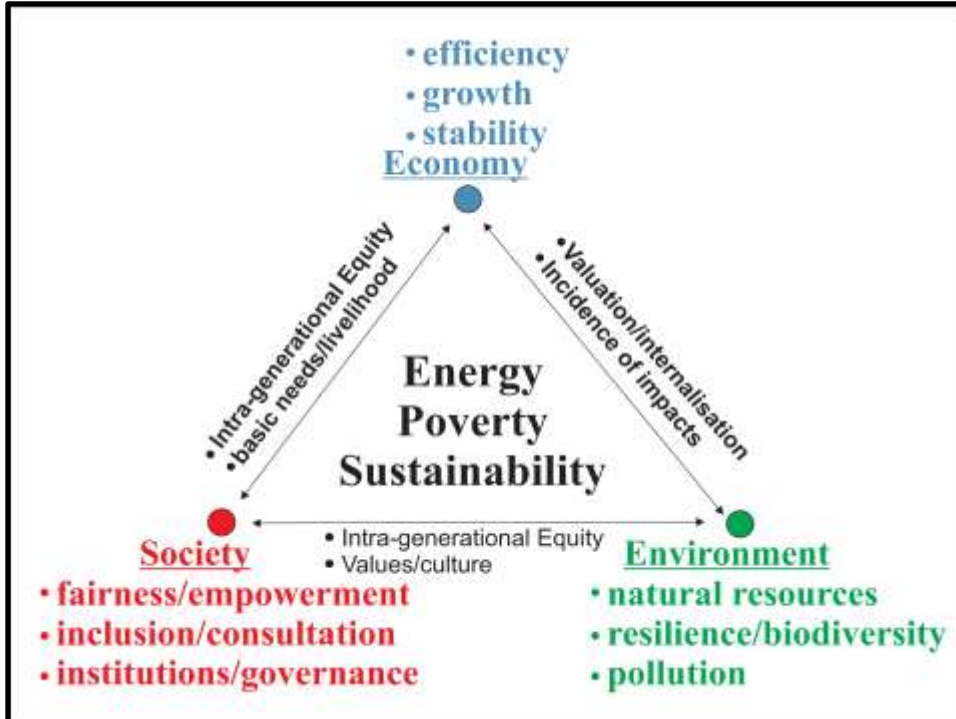 • efficiency
• growth
• stability
Economy
• Intra-generational Equity
• basic needs/livelihood
• Valuation/internalisation
• Incidence of impacts
Energy
Poverty
Sustainability
• Intra-generational Equity
• Values/culture
Society
• fairness/empowerment
• inclusion/consultation
• institutions/governance
Environment
• natural resources
• resilience/biodiversity
• pollution